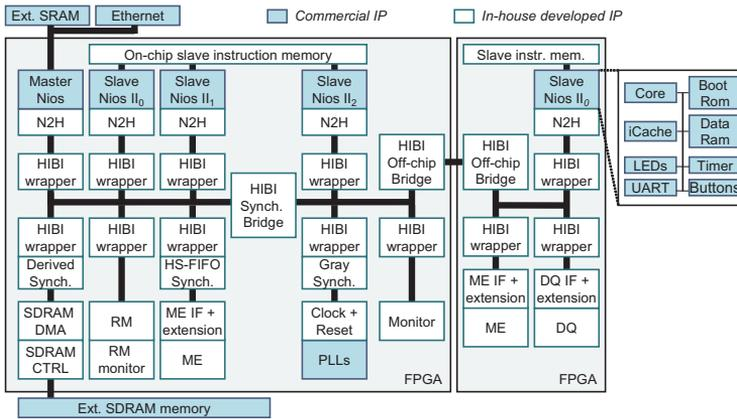 Ext. SRAM
Ethernet
Commercial IP
In-house developed IP
On-chip slave instruction memory
Slave instr. mem.
Master
Nios
N2H
HIBI
wrapper
Slave
Nios II0
N2H
HIBI
wrapper
Slave
Nios II1
N2H
HIBI
wrapper
Slave
Nios II2
N2H
HIBI
wrapper
HIBI
Off-chip
Bridge
HIBI
Off-chip
Bridge
Slave
Nios II0
N2H
HIBI
wrapper
Core
Boot
Rom
iCache
Data
Ram
LEDs
Timer
UART
Buttons
HIBI
Synch.
Bridge
HIBI
wrapper
Derived
Synch.
SDRAM
DMA
SDRAM
CTRL
HIBI
wrapper
RM
RM
monitor
HIBI
wrapper
HS-FIFO
Synch.
ME IF +
extension
ME
HIBI
wrapper
Gray
Synch.
Clock +
Reset
PLLs
HIBI
wrapper
Monitor
FPGA
HIBI
wrapper
ME IF +
extension
ME
HIBI
wrapper
DQ IF +
extension
DQ
FPGA
Ext. SDRAM memory